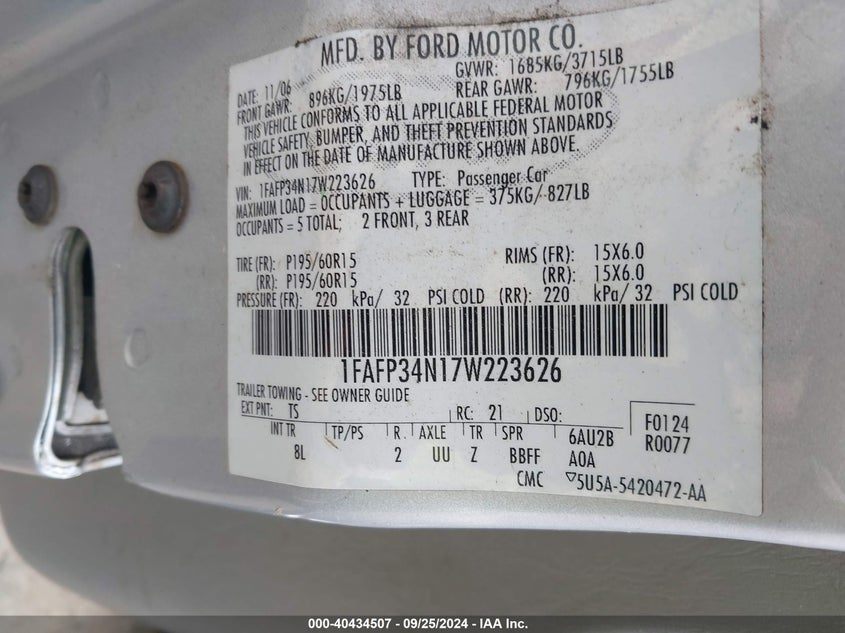 MFD. BY FORD MOTOR CO.
DATE: 11/06 GVWR: 1685KG/3715LB
FRONT GAWR: 896KG/1975LB REAR GAWR: 796KG/1755LB
THIS VEHICLE CONFORMS TO ALL APPLICABLE FEDERAL MOTOR
VEHICLE SAFETY, BUMPER, AND THEFT PREVENTION STANDARDS
IN EFFECT ON THE DATE OF MANUFACTURE SHOWN ABOVE.
VIN: 1FAFP34N17W223626 TYPE: Passenger Car
MAXIMUM LOAD = OCCUPANTS + LUGGAGE = 375KG/ 827LB
OCCUPANTS = 5 TOTAL; 2 FRONT, 3 REAR
TIRE (FR): P195/60R15 RIMS (FR): 15X6.0
(RR): P195/60R15 (RR): 15X6.0
PRESSURE (FR): 220 kPa/ 32 PSI COLD (RR): 220 kPa/ 32 PSI COLD
1FAFP34N17W223626
TRAILER TOWING - SEE OWNER GUIDE
EXT PNT: TS RC: 21 DSO: F0124
INT TR TP/PS R. AXLE TR SPR 6AU2B R0077
8L 2 UU Z BBFF A0A
CMC ▽5U5A-5420472-AA
000-40434507 - 09/25/2024 - IAA Inc.